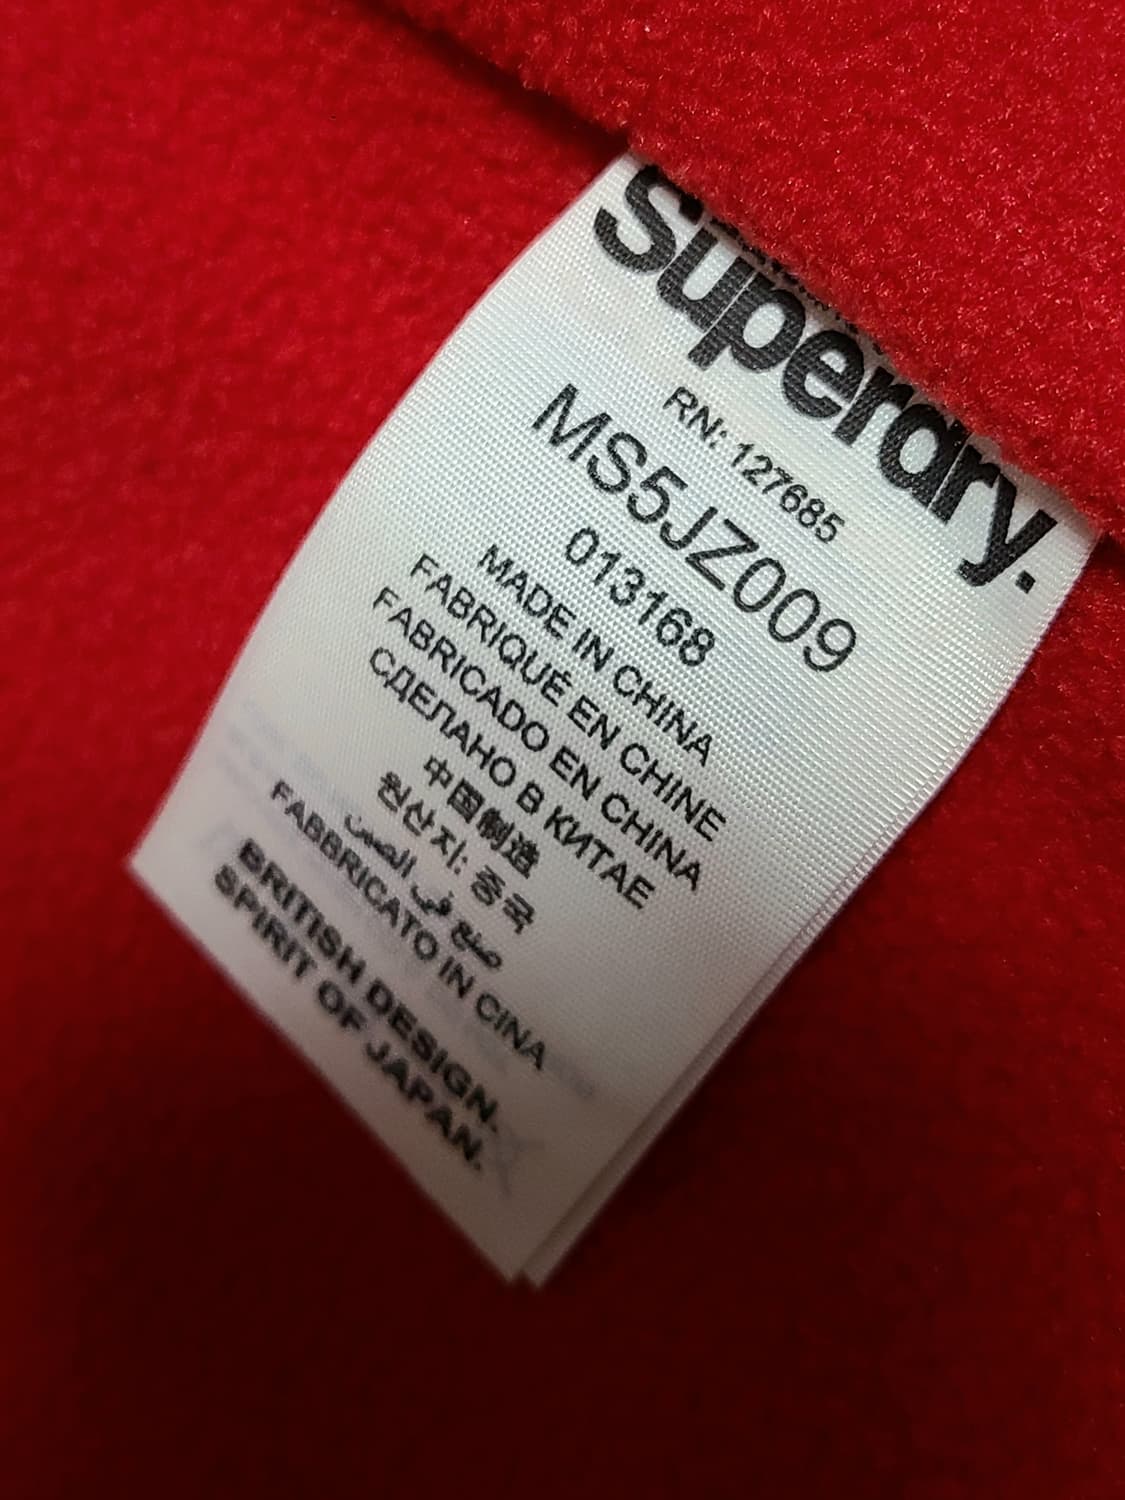 Superdry.
RN: 127685
MS5JZ009
013168
MADE IN CHINA
FABRIQUÉ EN CHINE
FABRICADO EN CHINA
СДЕЛАНО В КИТАЕ
中国制造
원산지: 중국
صنع في الصين
FABBRICATO IN CINA
BRITISH DESIGN.
SPIRIT OF JAPAN.